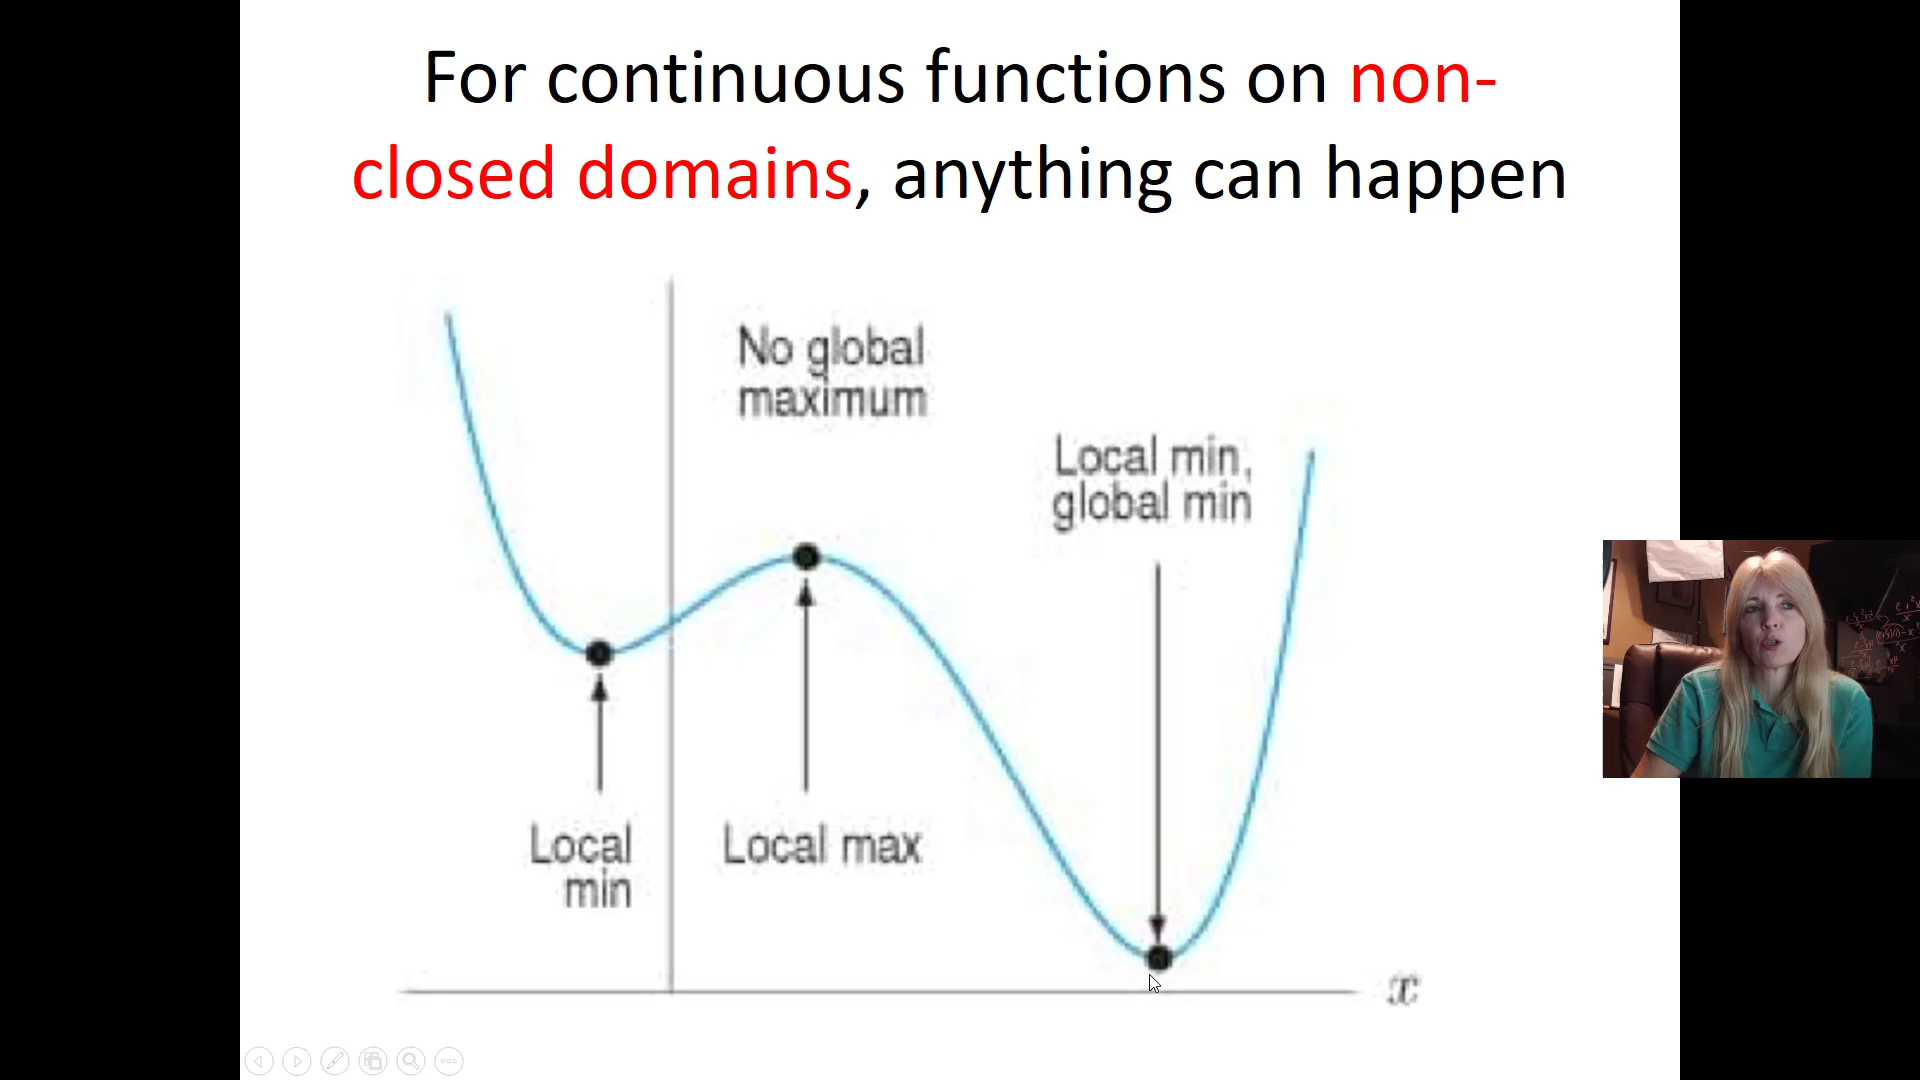 For continuous functions on non-
closed domains, anything can happen
No global
maximum
Local min,
global min
Local
min
Local max
x